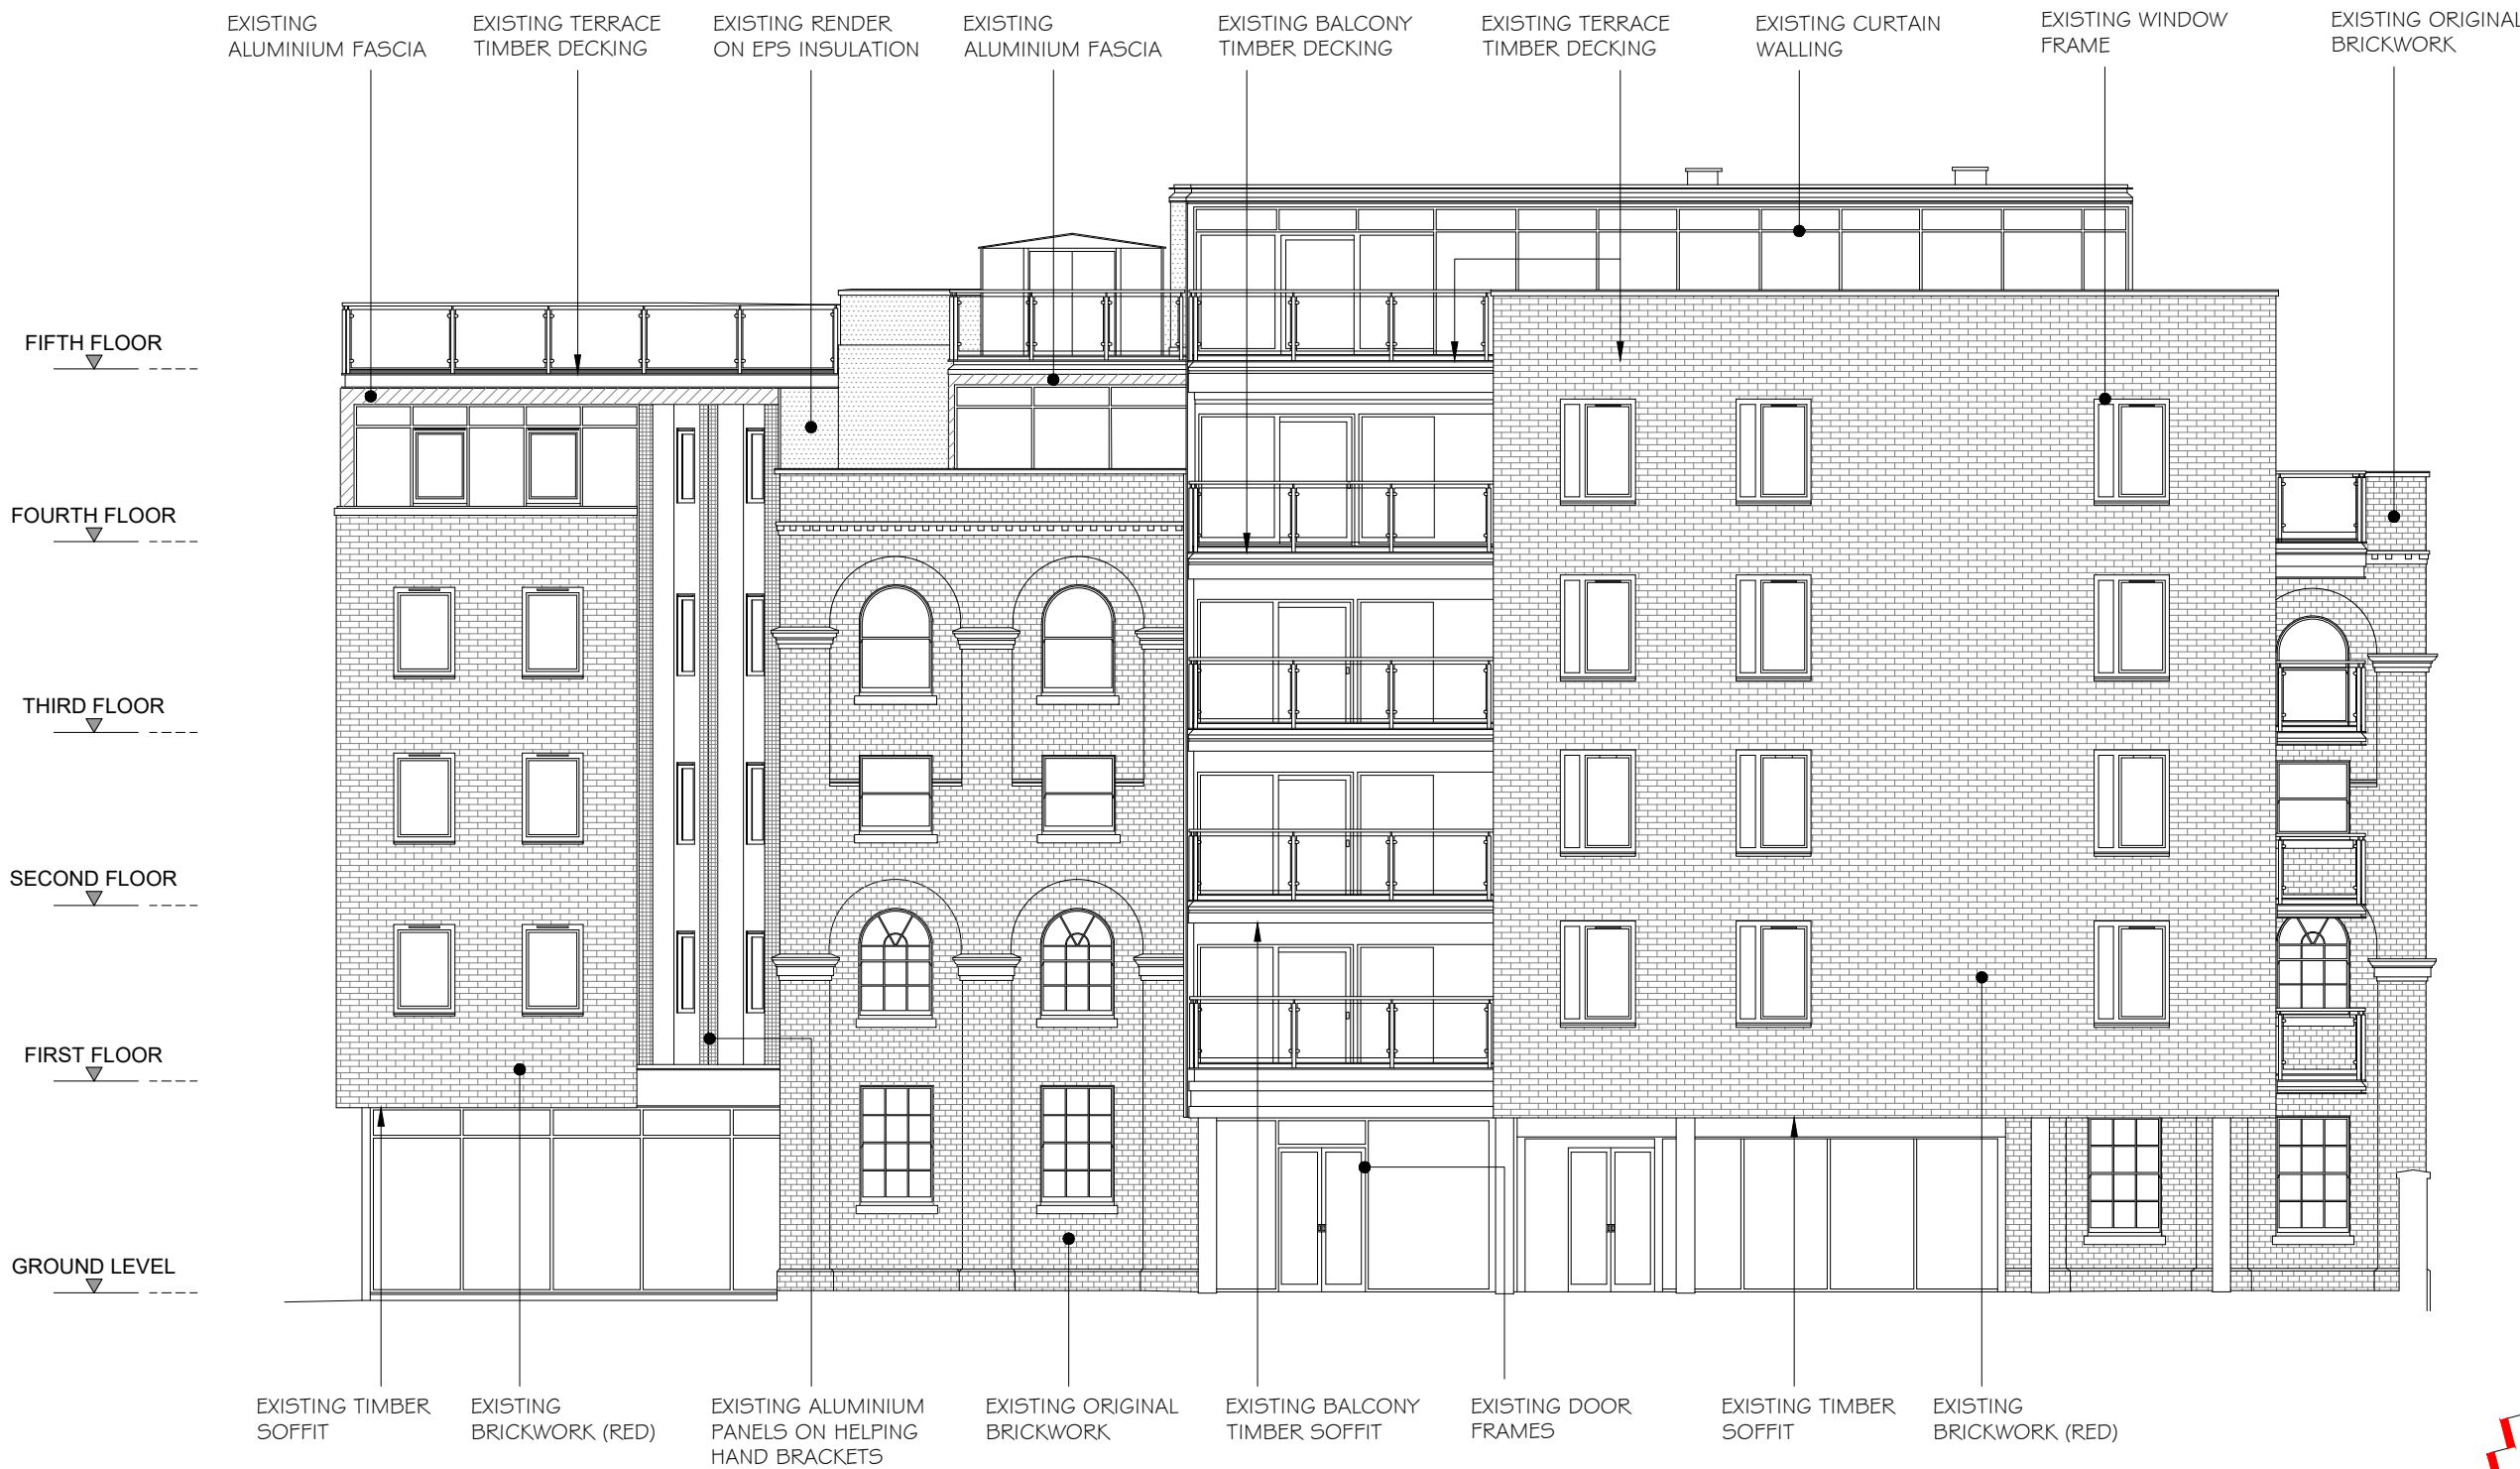 EXISTING
ALUMINIUM FASCIA
EXISTING TERRACE
TIMBER DECKING
EXISTING RENDER
ON EPS INSULATION
EXISTING
ALUMINIUM FASCIA
EXISTING BALCONY
TIMBER DECKING
EXISTING TERRACE
TIMBER DECKING
EXISTING CURTAIN
WALLING
EXISTING WINDOW
FRAME
EXISTING ORIGINAL
BRICKWORK
FIFTH FLOOR
FOURTH FLOOR
THIRD FLOOR
SECOND FLOOR
FIRST FLOOR
GROUND LEVEL
EXISTING TIMBER
SOFFIT
EXISTING
BRICKWORK (RED)
EXISTING ALUMINIUM
PANELS ON HELPING
HAND BRACKETS
EXISTING ORIGINAL
BRICKWORK
EXISTING BALCONY
TIMBER SOFFIT
EXISTING DOOR
FRAMES
EXISTING TIMBER
SOFFIT
EXISTING
BRICKWORK (RED)